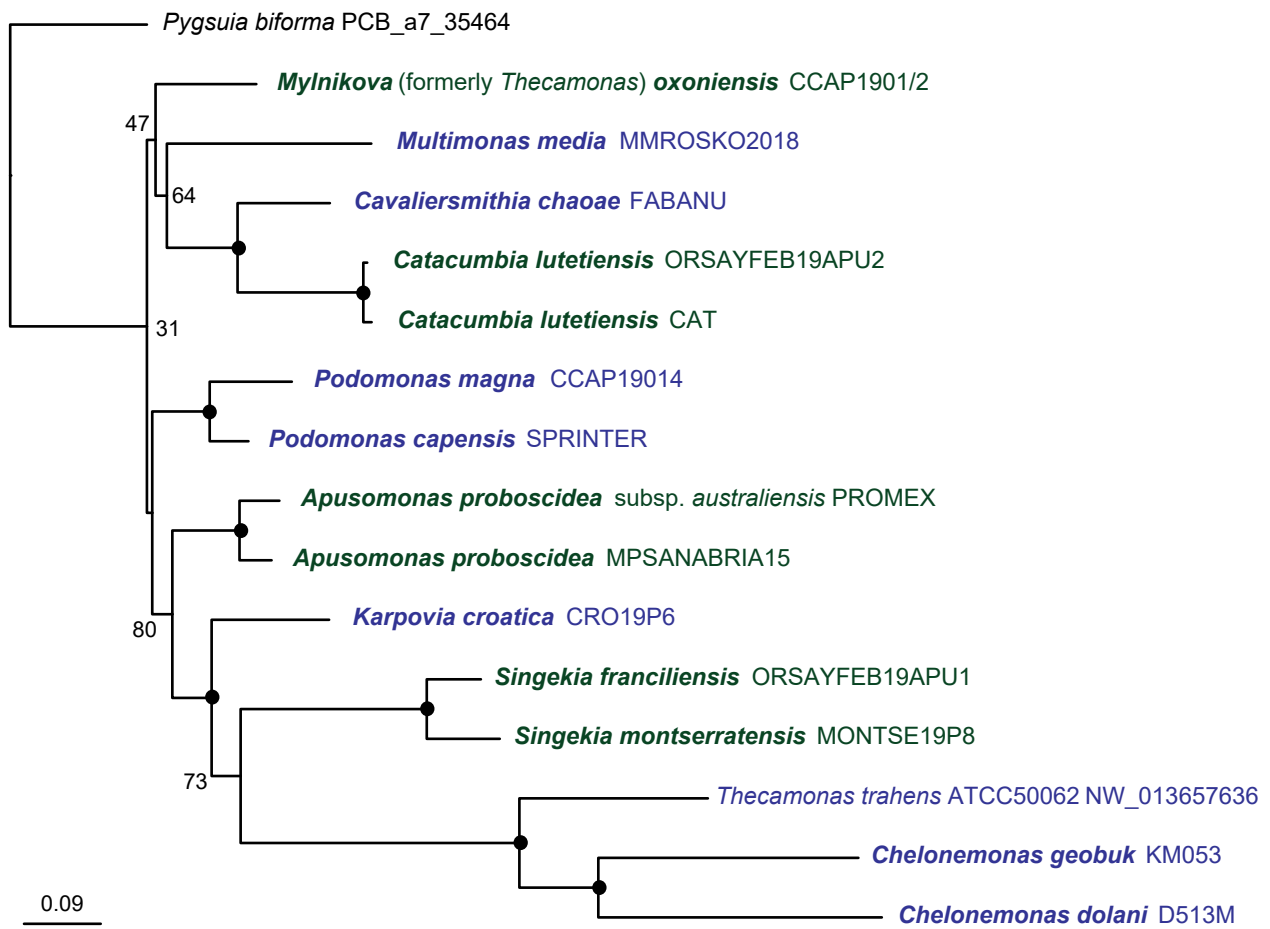 Pygsuia biforma PCB_a7_35464
Mylnikova (formerly Thecamonas) oxoniensis CCAP1901/2
47
Multimonas media MMROSKO2018
64
Cavaliersmithia chaoae FABANU
Catacumbia lutetiensis ORSAYFEB19APU2
Catacumbia lutetiensis CAT
31
Podomonas magna CCAP19014
Podomonas capensis SPRINTER
Apusomonas proboscidea subsp. australiensis PROMEX
Apusomonas proboscidea MPSANABRIA15
Karpovia croatica CRO19P6
80
Singekia franciliensis ORSAYFEB19APU1
Singekia montserratensis MONTSE19P8
73
Thecamonas trahens ATCC50062 NW_013657636
Chelonemonas geobuk KM053
0.09
Chelonemonas dolani D513M